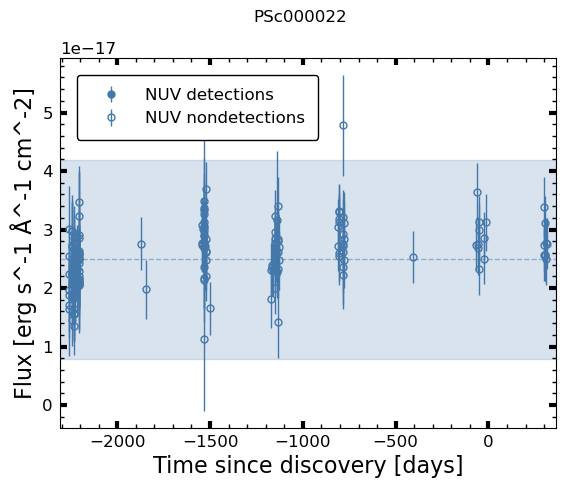 PSc000022
1e−17
NUV detections
NUV nondetections
5
4
3
2
1
0
Flux [erg s^-1 Å^-1 cm^-2]
−2000
−1500
−1000
−500
0
Time since discovery [days]